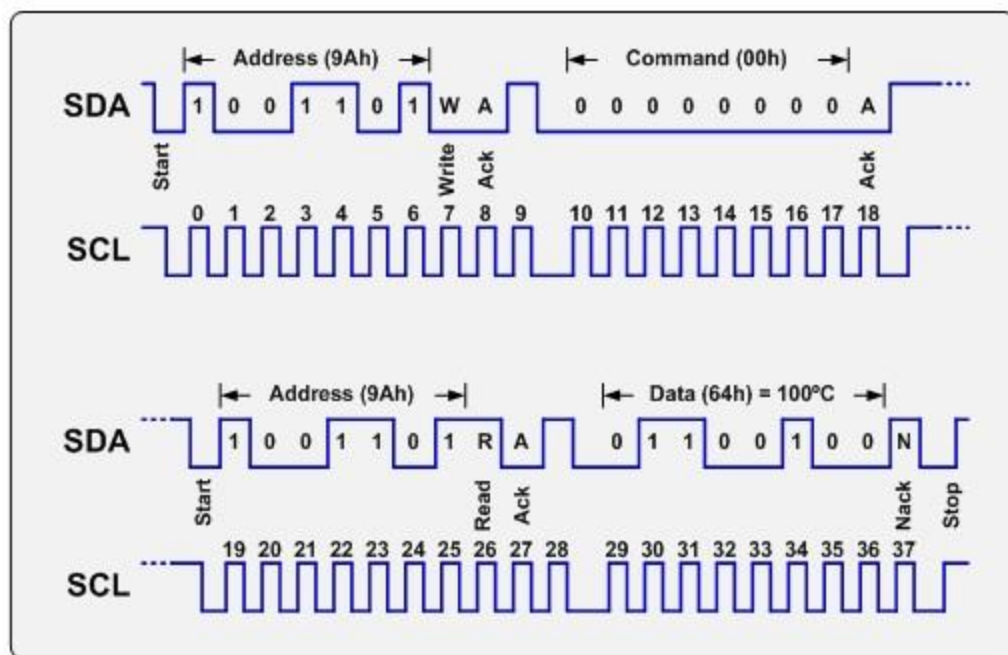 Address (9Ah) Command (00h)
SDA 1 0 0 1 1 0 1 W A 0 0 0 0 0 0 0 0 A
Start Write Ack Ack
0 1 2 3 4 5 6 7 8 9 10 11 12 13 14 15 16 17 18
SCL
Address (9Ah) Data (64h) = 100ºC
SDA 1 0 0 1 1 0 1 R A 0 1 1 0 0 1 0 0 N
Start Read Ack Nack Stop
19 20 21 22 23 24 25 26 27 28 29 30 31 32 33 34 35 36 37
SCL